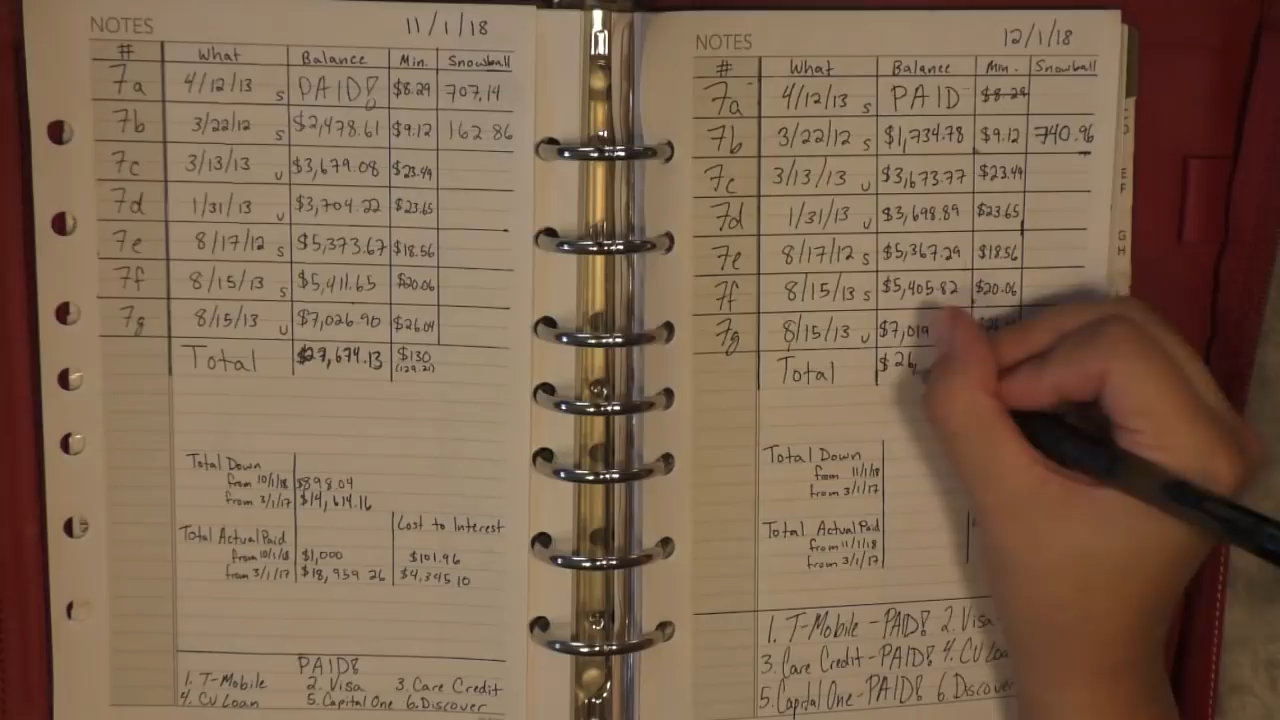 NOTES 11/1/18
# What Balance Min. Snowball
7a 4/12/13 s PAID! $8.29 707.14
7b 3/22/12 s $2,478.61 $9.12 162.86
7c 3/13/13 u $3,679.08 $23.49
7d 1/31/13 u $3,704.22 $23.65
7e 8/17/12 s $5,373.67 $18.56
7f 8/15/13 s $5,411.65 $20.06
7g 8/15/13 u $7,026.90 $26.04
Total $27,674.13 $130
(129.21)
Total Down
from 10/1/18 $898.04
from 3/1/17 $14,614.16
Total Actual Paid Cost to Interest
from 10/1/18 $1,000 $101.96
from 3/1/17 $18,959.26 $4,345.10
PAID!
1. T-Mobile 2. Visa 3. Care Credit
4. CU Loan 5. Capital One 6. Discover
NOTES 12/1/18
# What Balance Min. Snowball
7a 4/12/13 s PAID $8.29
7b 3/22/12 s $1,734.78 $9.12 740.96
7c 3/13/13 u $3,673.77 $23.49
7d 1/31/13 u $3,698.89 $23.65
7e 8/17/12 s $5,367.29 $18.56
7f 8/15/13 s $5,405.82 $20.06
7g 8/15/13 u $7,019
Total $26,
Total Down
from 11/1/18
from 3/1/17
Total Actual Paid
from 11/1/18
from 3/1/17
1. T-Mobile - PAID! 2. Visa
3. Care Credit - PAID! 4. CU Loa
5. Capital One - PAID! 6. Discover
E
F
G
H